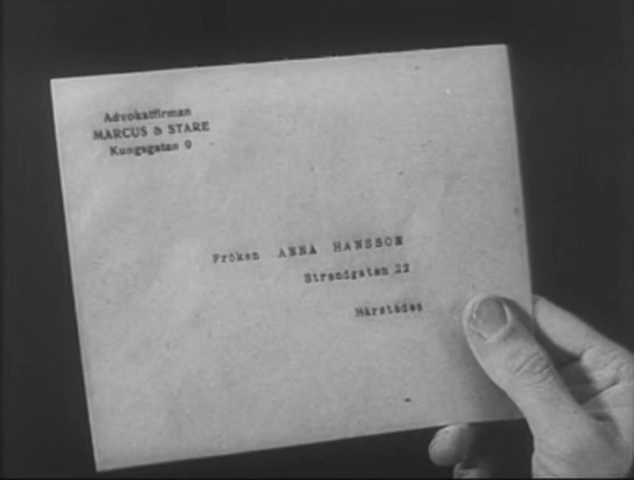 Advokatfirman
MARCUS & STARE
Kungsgatan 9
Fröken ANNA HANSSON
Strandgatan 22
Härstädes